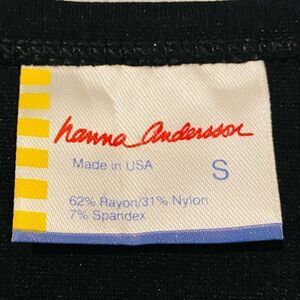 hanna andersson
Made in USA
S
62% Rayon/31% Nylon
7% Spandex